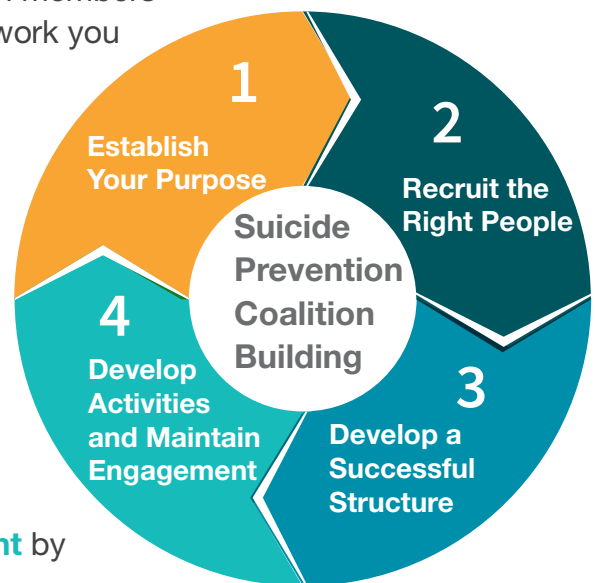 members
work you
1
Establish
Your Purpose
2
Recruit the
Right People
Suicide
Prevention
Coalition
Building
3
Develop a
Successful
Structure
4
Develop
Activities
and Maintain
Engagement
by